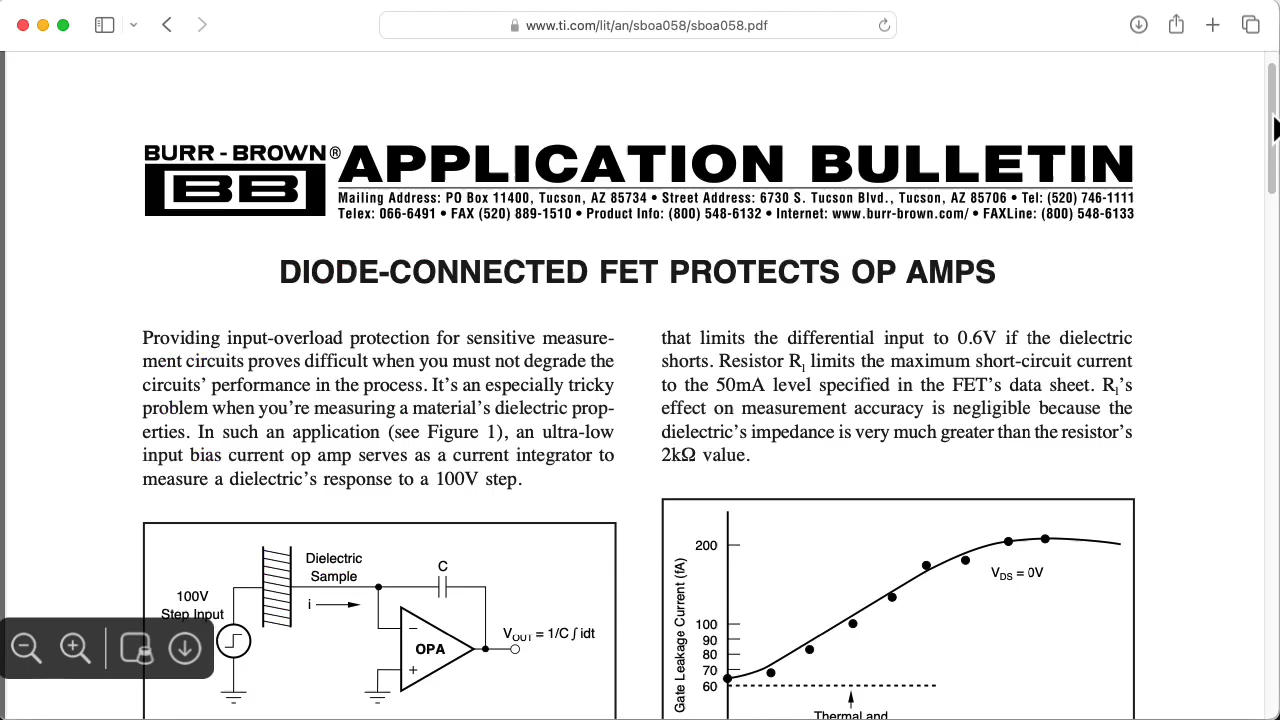 www.ti.com/lit/an/sboa058/sboa058.pdf
BURR - BROWN® APPLICATION BULLETIN
BB
Mailing Address: PO Box 11400, Tucson, AZ 85734 • Street Address: 6730 S. Tucson Blvd., Tucson, AZ 85706 • Tel: (520) 746-1111
Telex: 066-6491 • FAX (520) 889-1510 • Product Info: (800) 548-6132 • Internet: www.burr-brown.com/ • FAXLine: (800) 548-6133
DIODE-CONNECTED FET PROTECTS OP AMPS
Providing input-overload protection for sensitive measure-
ment circuits proves difficult when you must not degrade the
circuits’ performance in the process. It’s an especially tricky
problem when you’re measuring a material’s dielectric prop-
erties. In such an application (see Figure 1), an ultra-low
input bias current op amp serves as a current integrator to
measure a dielectric’s response to a 100V step.
Dielectric
Sample
C
100V
Step Input
i
−
OPA
+
VOUT = 1/C ∫ idt
that limits the differential input to 0.6V if the dielectric
shorts. Resistor Rl limits the maximum short-circuit current
to the 50mA level specified in the FET’s data sheet. Rl’s
effect on measurement accuracy is negligible because the
dielectric’s impedance is very much greater than the resistor’s
2kΩ value.
Gate Leakage Current (fA)
200
100
90
80
70
60
VDS = 0V
Thermal and